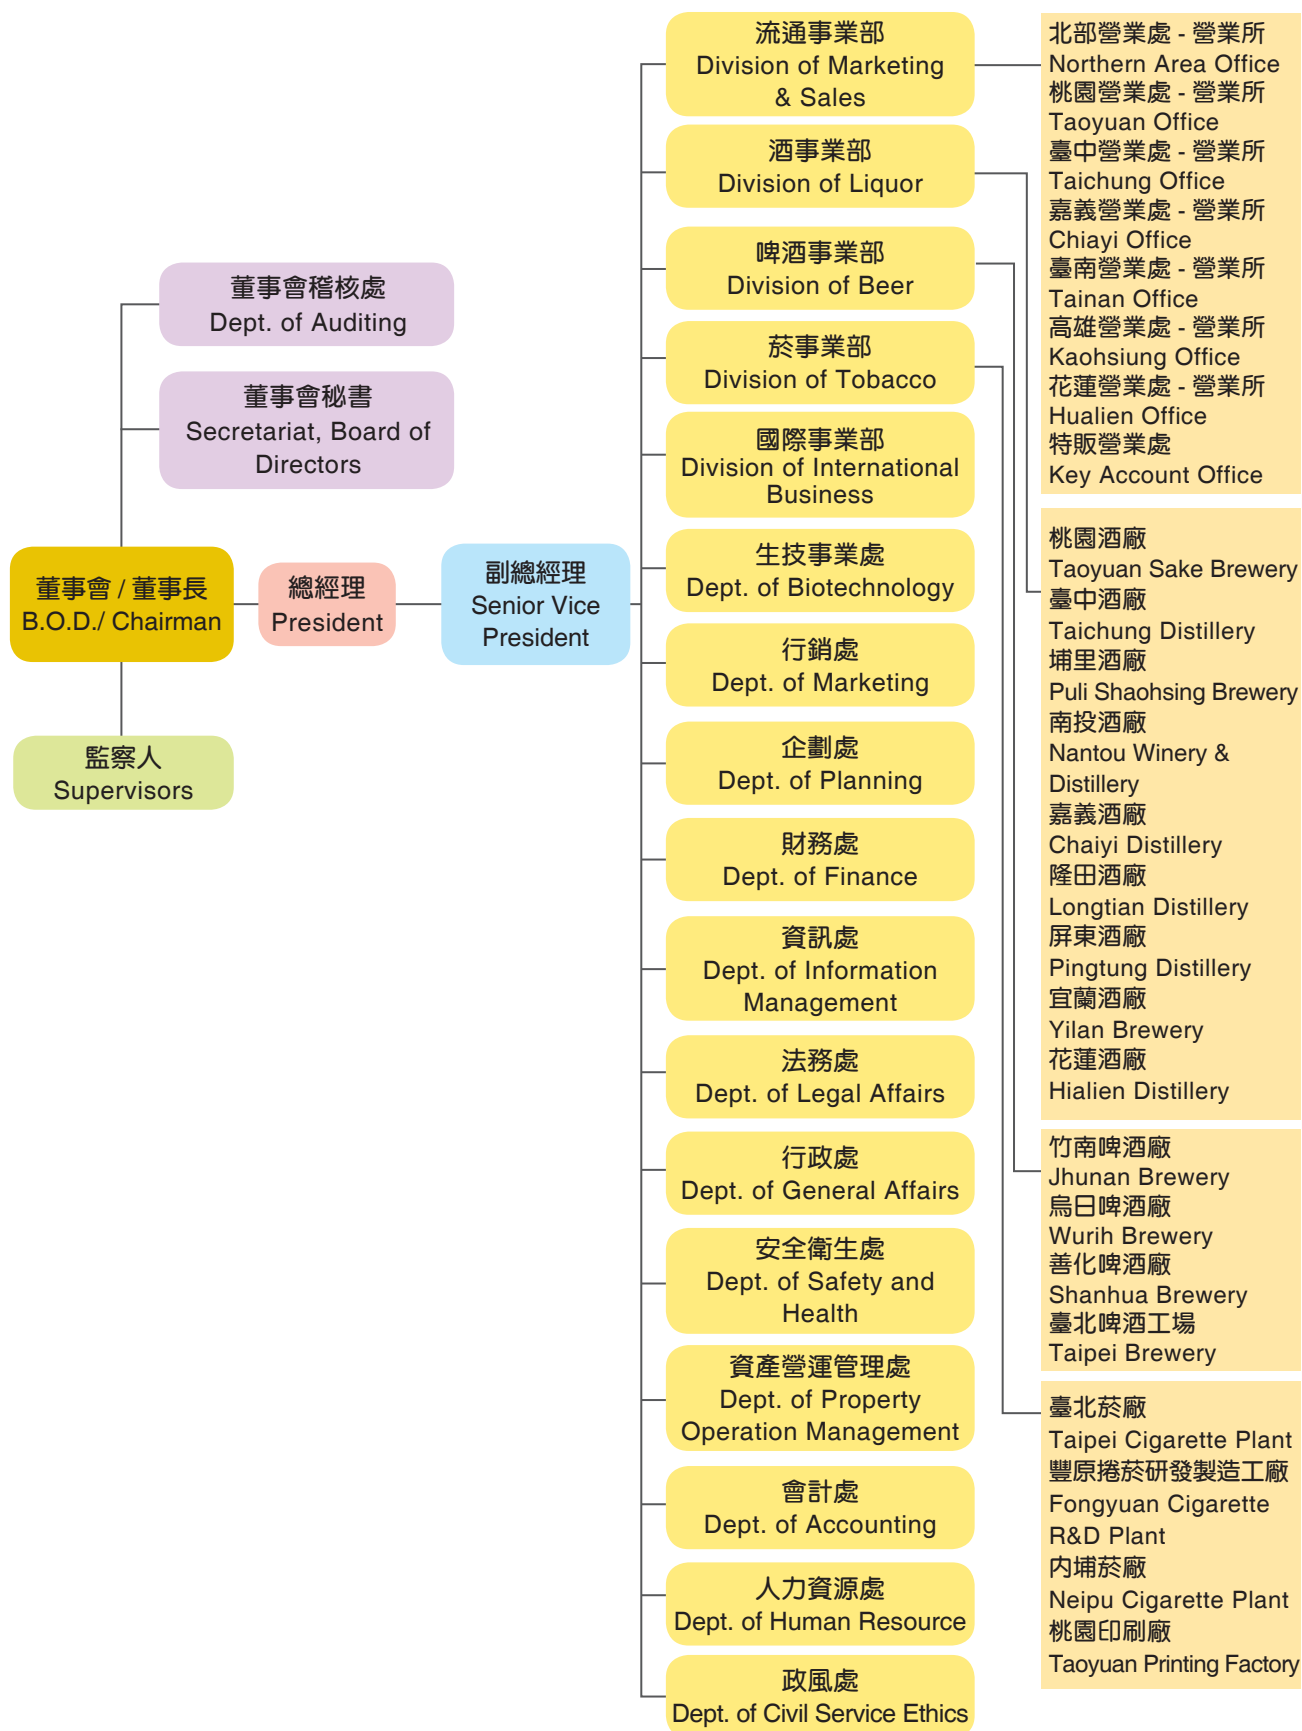 董事會稽核處
Dept. of Auditing
董事會秘書
Secretariat, Board of
Directors
董事會 / 董事長
B.O.D./ Chairman
總經理
President
副總經理
Senior Vice
President
監察人
Supervisors
流通事業部
Division of Marketing
& Sales
酒事業部
Division of Liquor
啤酒事業部
Division of Beer
菸事業部
Division of Tobacco
國際事業部
Division of International
Business
生技事業處
Dept. of Biotechnology
行銷處
Dept. of Marketing
企劃處
Dept. of Planning
財務處
Dept. of Finance
資訊處
Dept. of Information
Management
法務處
Dept. of Legal Affairs
行政處
Dept. of General Affairs
安全衛生處
Dept. of Safety and
Health
資產營運管理處
Dept. of Property
Operation Management
會計處
Dept. of Accounting
人力資源處
Dept. of Human Resource
政風處
Dept. of Civil Service Ethics
北部營業處 - 營業所
Northern Area Office
桃園營業處 - 營業所
Taoyuan Office
臺中營業處 - 營業所
Taichung Office
嘉義營業處 - 營業所
Chiayi Office
臺南營業處 - 營業所
Tainan Office
高雄營業處 - 營業所
Kaohsiung Office
花蓮營業處 - 營業所
Hualien Office
特販營業處
Key Account Office
桃園酒廠
Taoyuan Sake Brewery
臺中酒廠
Taichung Distillery
埔里酒廠
Puli Shaohsing Brewery
南投酒廠
Nantou Winery &
Distillery
嘉義酒廠
Chaiyi Distillery
隆田酒廠
Longtian Distillery
屏東酒廠
Pingtung Distillery
宜蘭酒廠
Yilan Brewery
花蓮酒廠
Hialien Distillery
竹南啤酒廠
Jhunan Brewery
烏日啤酒廠
Wurih Brewery
善化啤酒廠
Shanhua Brewery
臺北啤酒工場
Taipei Brewery
臺北菸廠
Taipei Cigarette Plant
豐原捲菸研發製造工廠
Fongyuan Cigarette
R&D Plant
內埔菸廠
Neipu Cigarette Plant
桃園印刷廠
Taoyuan Printing Factory